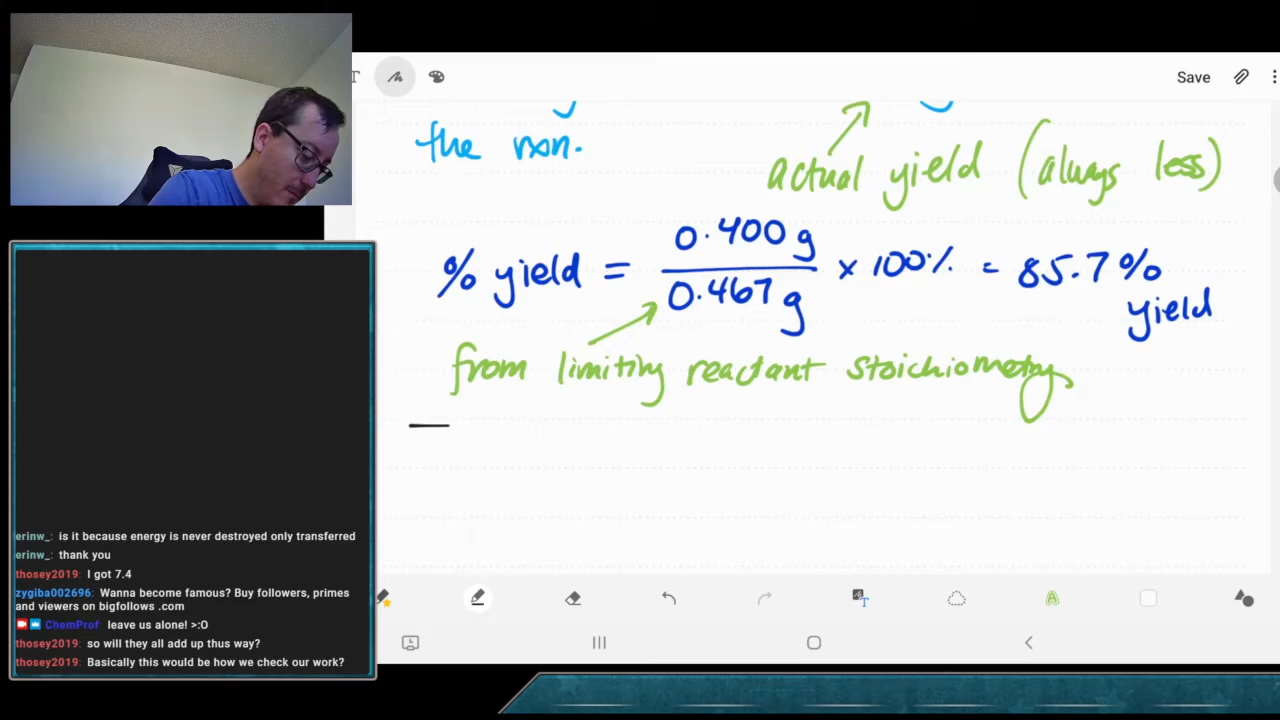 T
Save
the non.
actual yield (always less)
% yield = 0.400 g / 0.467 g × 100% = 85.7% yield
from limiting reactant stoichiometry
erinw_: is it because energy is never destroyed only transferred
erinw_: thank you
thosey2019: I got 7.4
zygiba002696: Wanna become famous? Buy followers, primes
and viewers on bigfollows .com
ChemProf: leave us alone! >:O
thosey2019: so will they all add up thus way?
thosey2019: Basically this would be how we check our work?